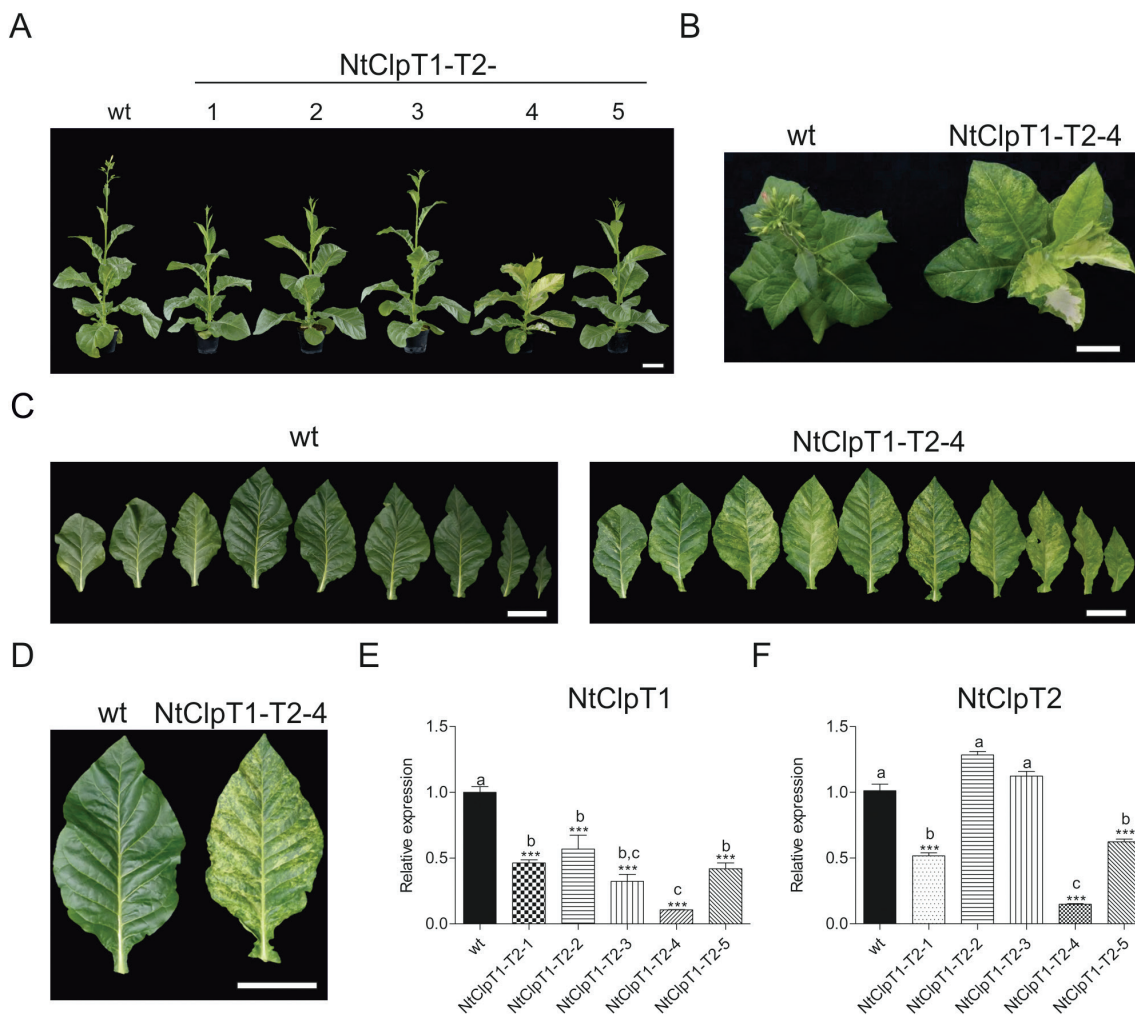 A
NtClpT1-T2-
wt 1 2 3 4 5
B
wt NtClpT1-T2-4
C
wt NtClpT1-T2-4
D
wt NtClpT1-T2-4
E
NtClpT1
Relative expression
1.5
1.0
0.5
0.0
a
b
***
b
***
b,c
***
c
***
b
***
wt
NtClpT1-T2-1
NtClpT1-T2-2
NtClpT1-T2-3
NtClpT1-T2-4
NtClpT1-T2-5
F
NtClpT2
Relative expression
1.5
1.0
0.5
0.0
a
b
***
a
a
c
***
b
***
wt
NtClpT1-T2-1
NtClpT1-T2-2
NtClpT1-T2-3
NtClpT1-T2-4
NtClpT1-T2-5